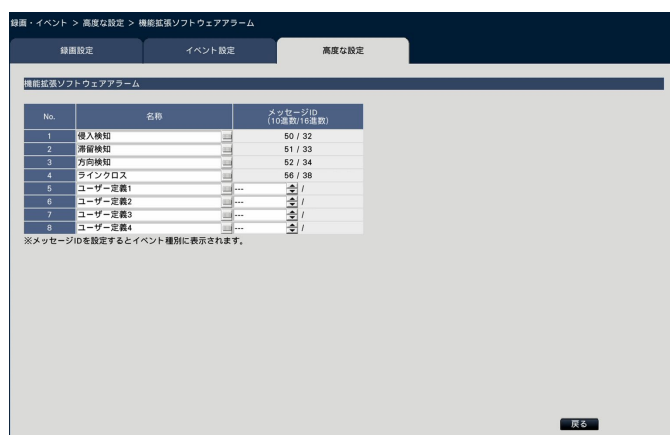 録画・イベント > 高度な設定 > 機能拡張ソフトウェアアラーム
録画設定 イベント設定 高度な設定
機能拡張ソフトウェアアラーム
No. 名称 メッセージID
(10進数/16進数)
1 侵入検知 50 / 32
2 滞留検知 51 / 33
3 方向検知 52 / 34
4 ラインクロス 56 / 38
5 ユーザー定義1 --- /
6 ユーザー定義2 --- /
7 ユーザー定義3 --- /
8 ユーザー定義4 --- /
※メッセージIDを設定するとイベント種別に表示されます。
戻る